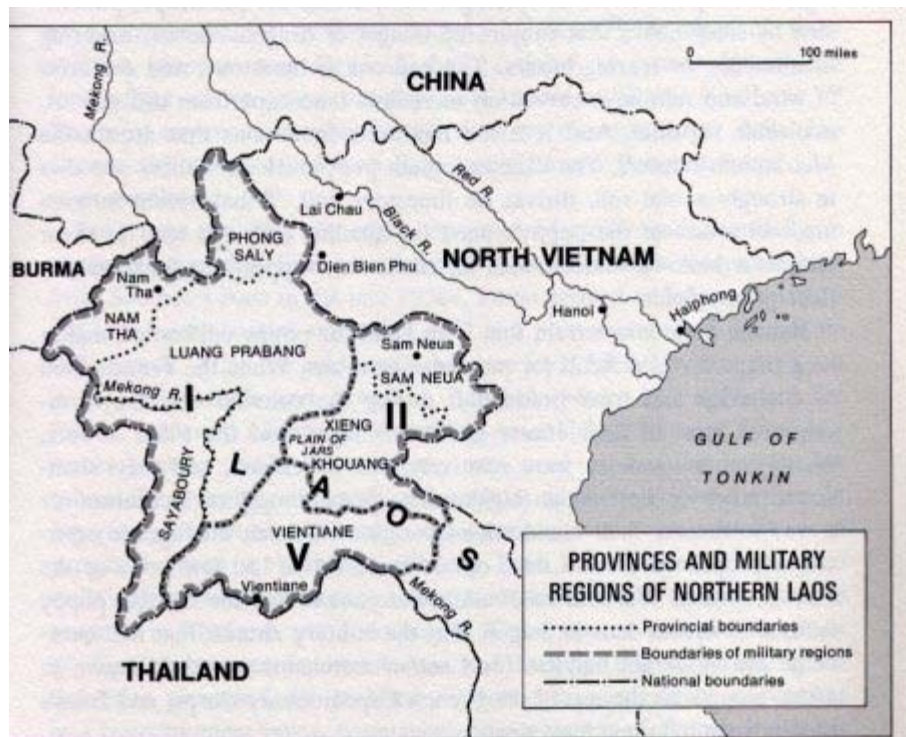 0 100 miles
Mekong R.
CHINA
Red R.
Lai Chau
Black R.
PHONG
SALY
Dien Bien Phu
NORTH VIETNAM
BURMA
Nam
Tha
NAM
THA
Hanoi
Haiphong
LUANG PRABANG
Sam Neua
SAM NEUA
Mekong R.
I
II
XIENG
PLAIN OF
JARS
KHOUANG
GULF OF
TONKIN
SAYABOURY
L
A
O
S
VIENTIANE
V
Vientiane
Mekong R.
THAILAND
PROVINCES AND MILITARY
REGIONS OF NORTHERN LAOS
Provincial boundaries
Boundaries of military regions
National boundaries